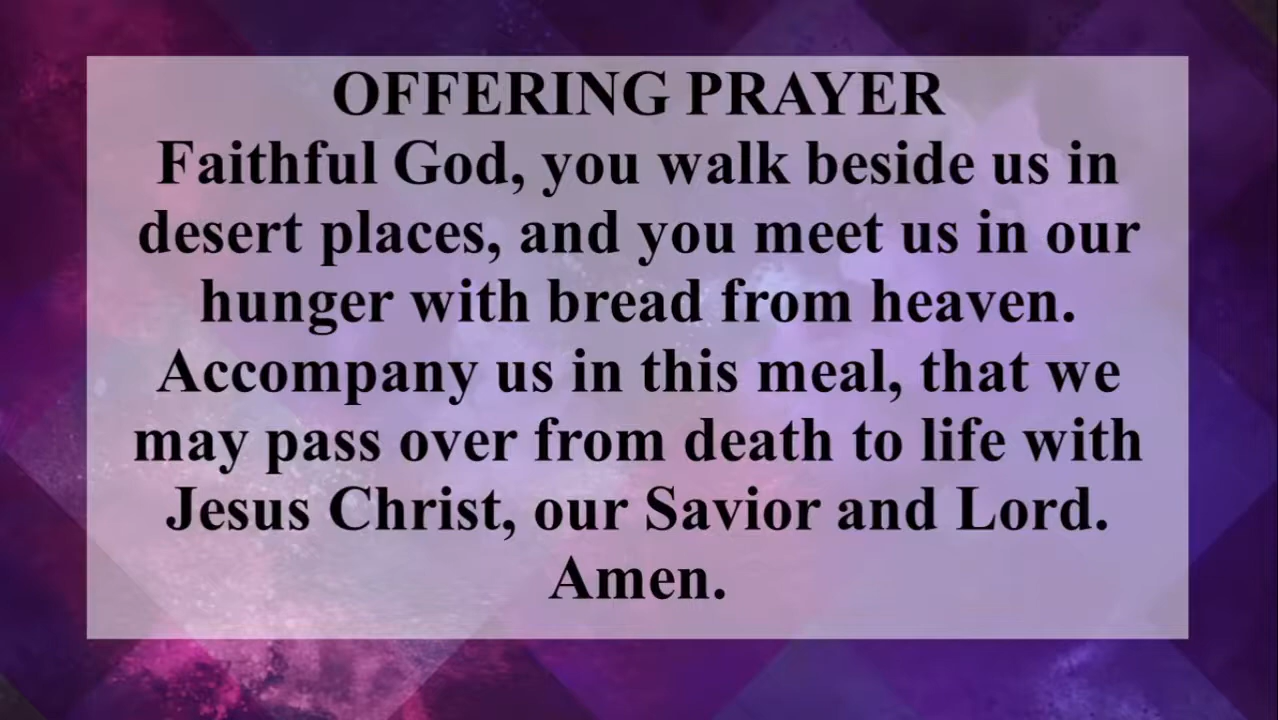 OFFERING PRAYER
Faithful God, you walk beside us in
desert places, and you meet us in our
hunger with bread from heaven.
Accompany us in this meal, that we
may pass over from death to life with
Jesus Christ, our Savior and Lord.
Amen.